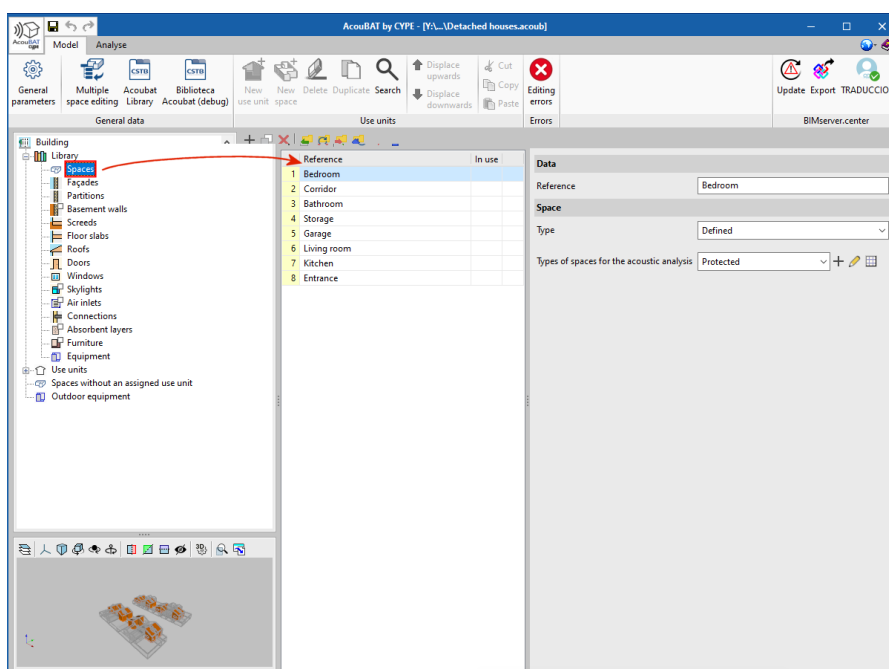 AcouBAT by CYPE - [Y:\...\Detached houses.acoub]
AcouBAT
CYPE
Model Analyse
General parameters
Multiple space editing
CSTB
Acoubat Library
CSTB
Biblioteca Acoubat (debug)
General data
New use unit
New space
Delete
Duplicate
Search
Displace upwards
Displace downwards
Cut
Copy
Paste
Use units
Editing errors
Errors
Update
Export
TRADUCCIO
BIMserver.center
Building
Library
Spaces
Façades
Partitions
Basement walls
Screeds
Floor slabs
Roofs
Doors
Windows
Skylights
Air inlets
Connections
Absorbent layers
Furniture
Equipment
Use units
Spaces without an assigned use unit
Outdoor equipment
Reference In use
1 Bedroom
2 Corridor
3 Bathroom
4 Storage
5 Garage
6 Living room
7 Kitchen
8 Entrance
Data
Reference Bedroom
Space
Type Defined
Types of spaces for the acoustic analysis Protected
3D